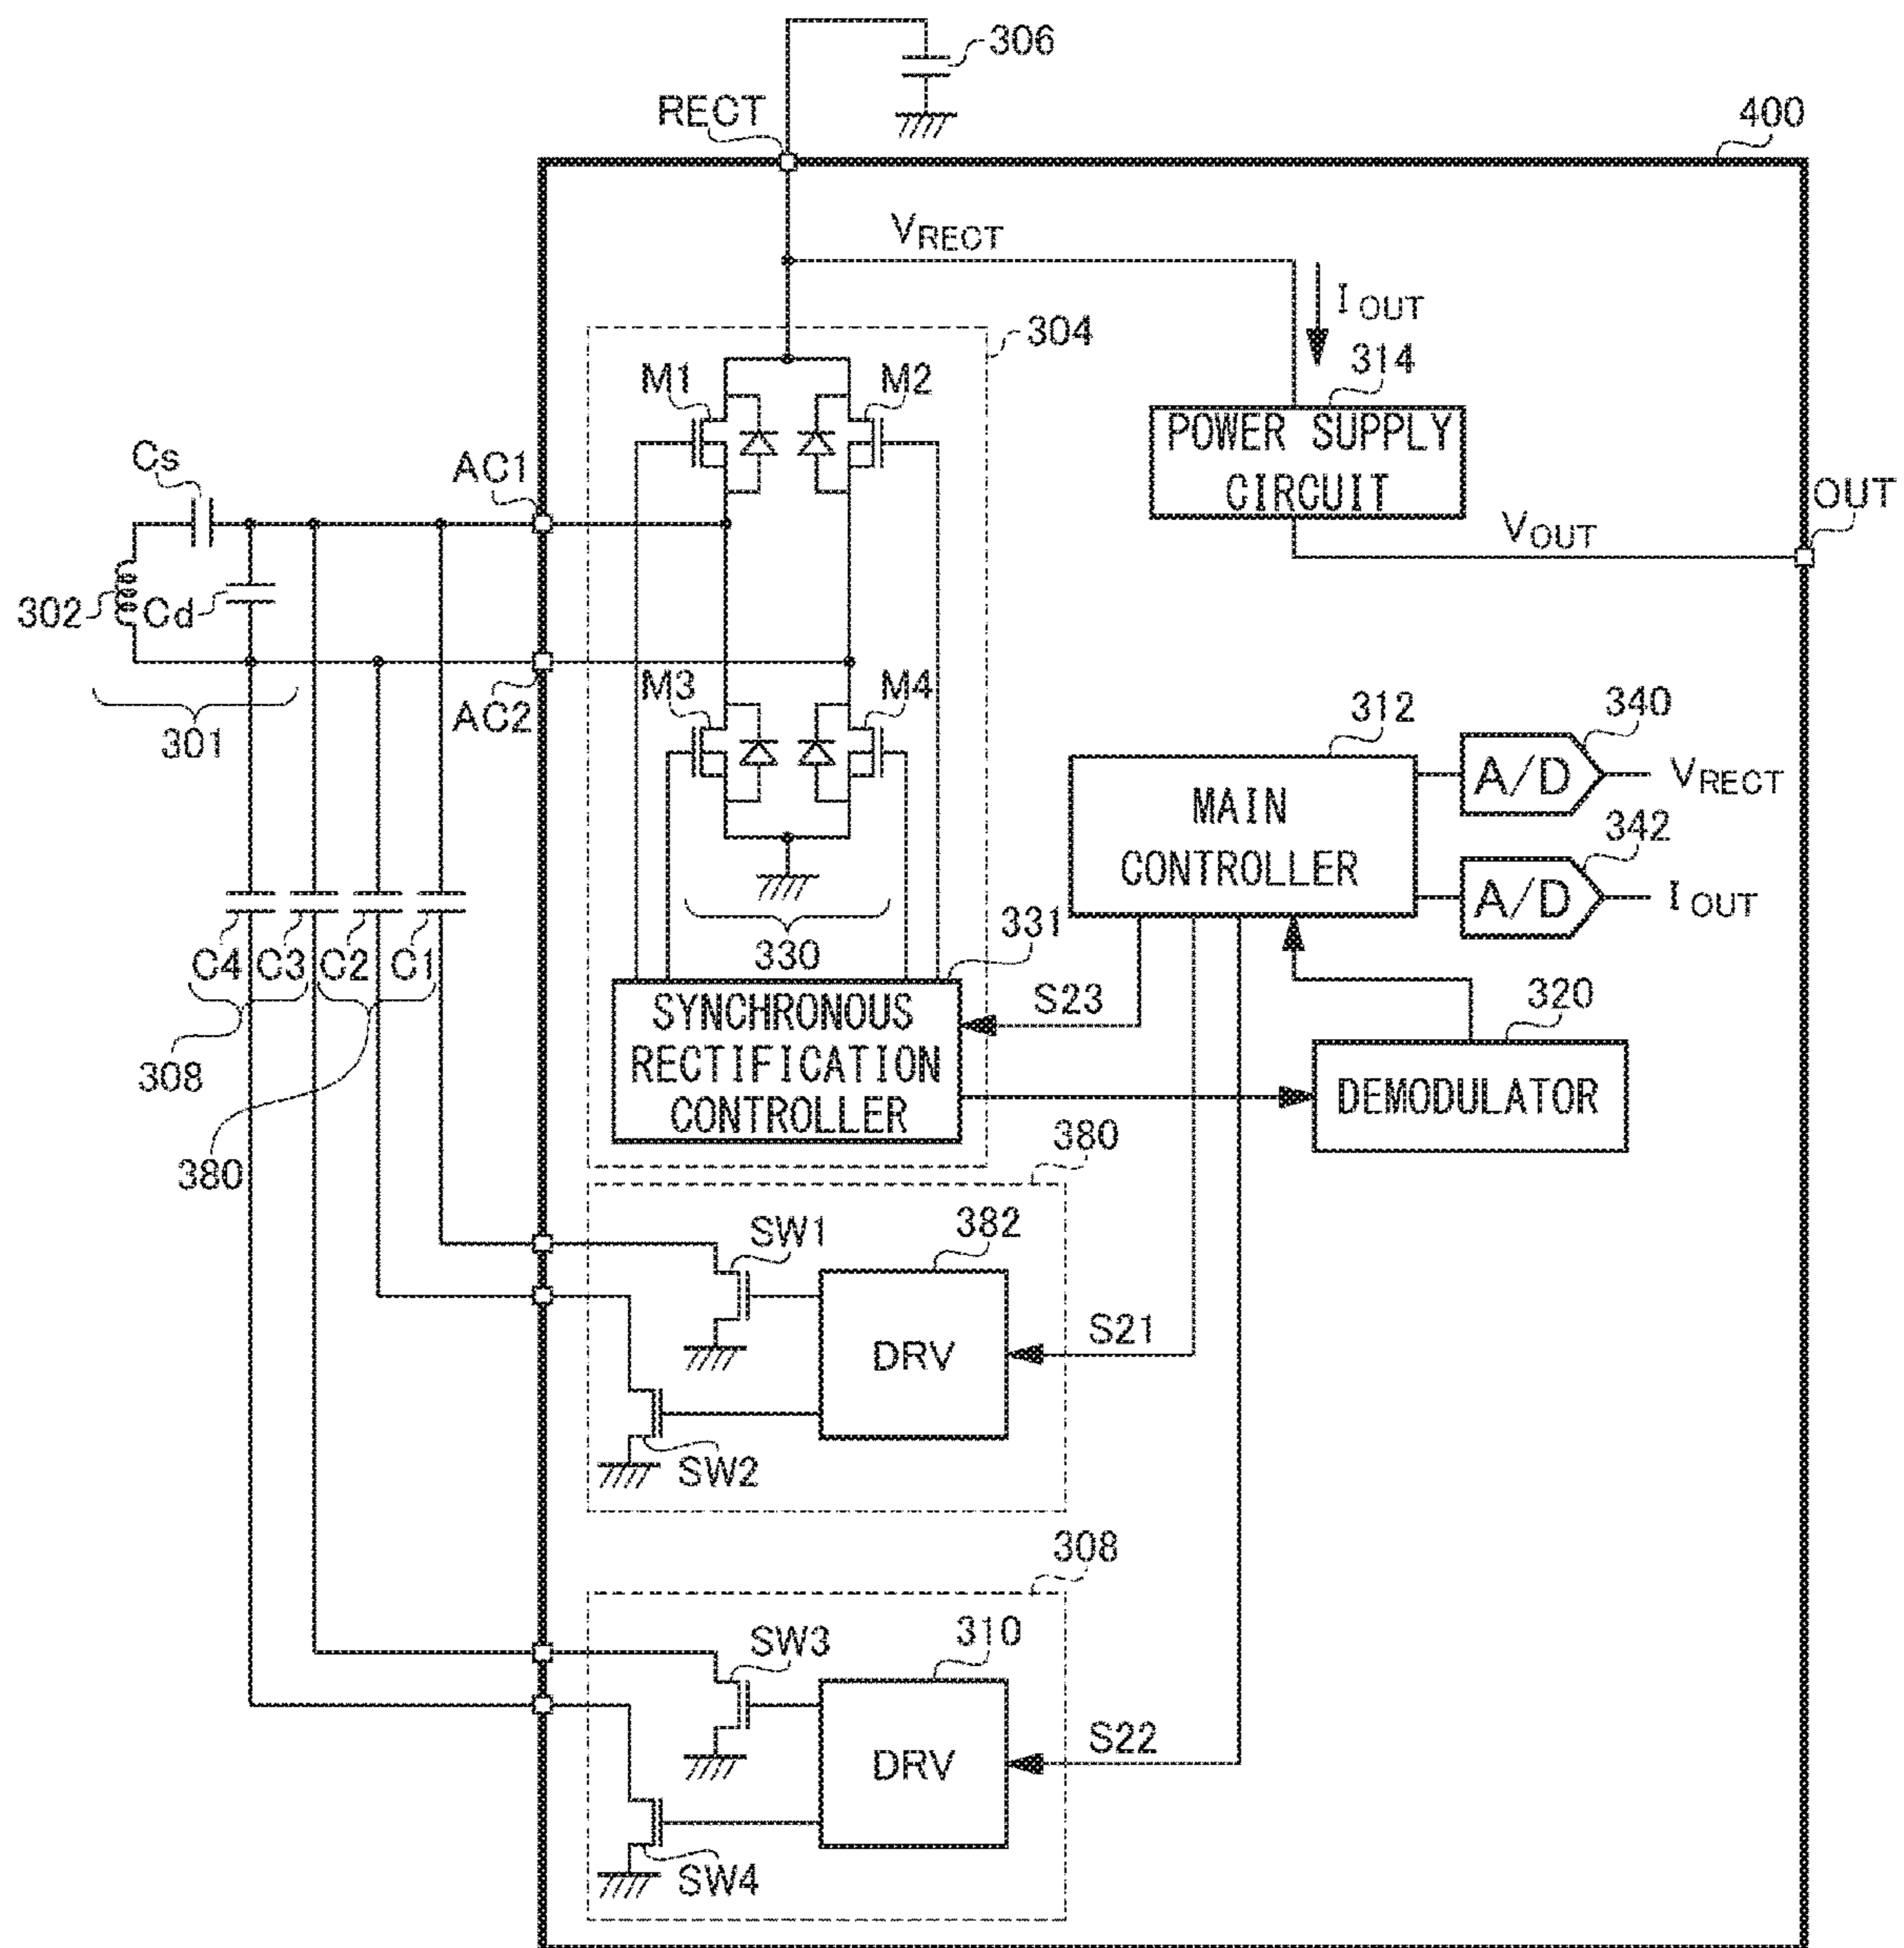 306
RECT
400
VRECT
IOUT
304
314
M1
M2
POWER SUPPLY
CIRCUIT
Cs
AC1
OUT
VOUT
302
Cd
M3
M4
AC2
301
312
340
A/D
VRECT
MAIN
CONTROLLER
342
A/D
IOUT
C4
C3
C2
C1
330
331
308
380
SYNCHRONOUS
RECTIFICATION
CONTROLLER
S23
320
DEMODULATOR
380
SW1
382
DRV
S21
SW2
308
SW3
310
DRV
S22
SW4